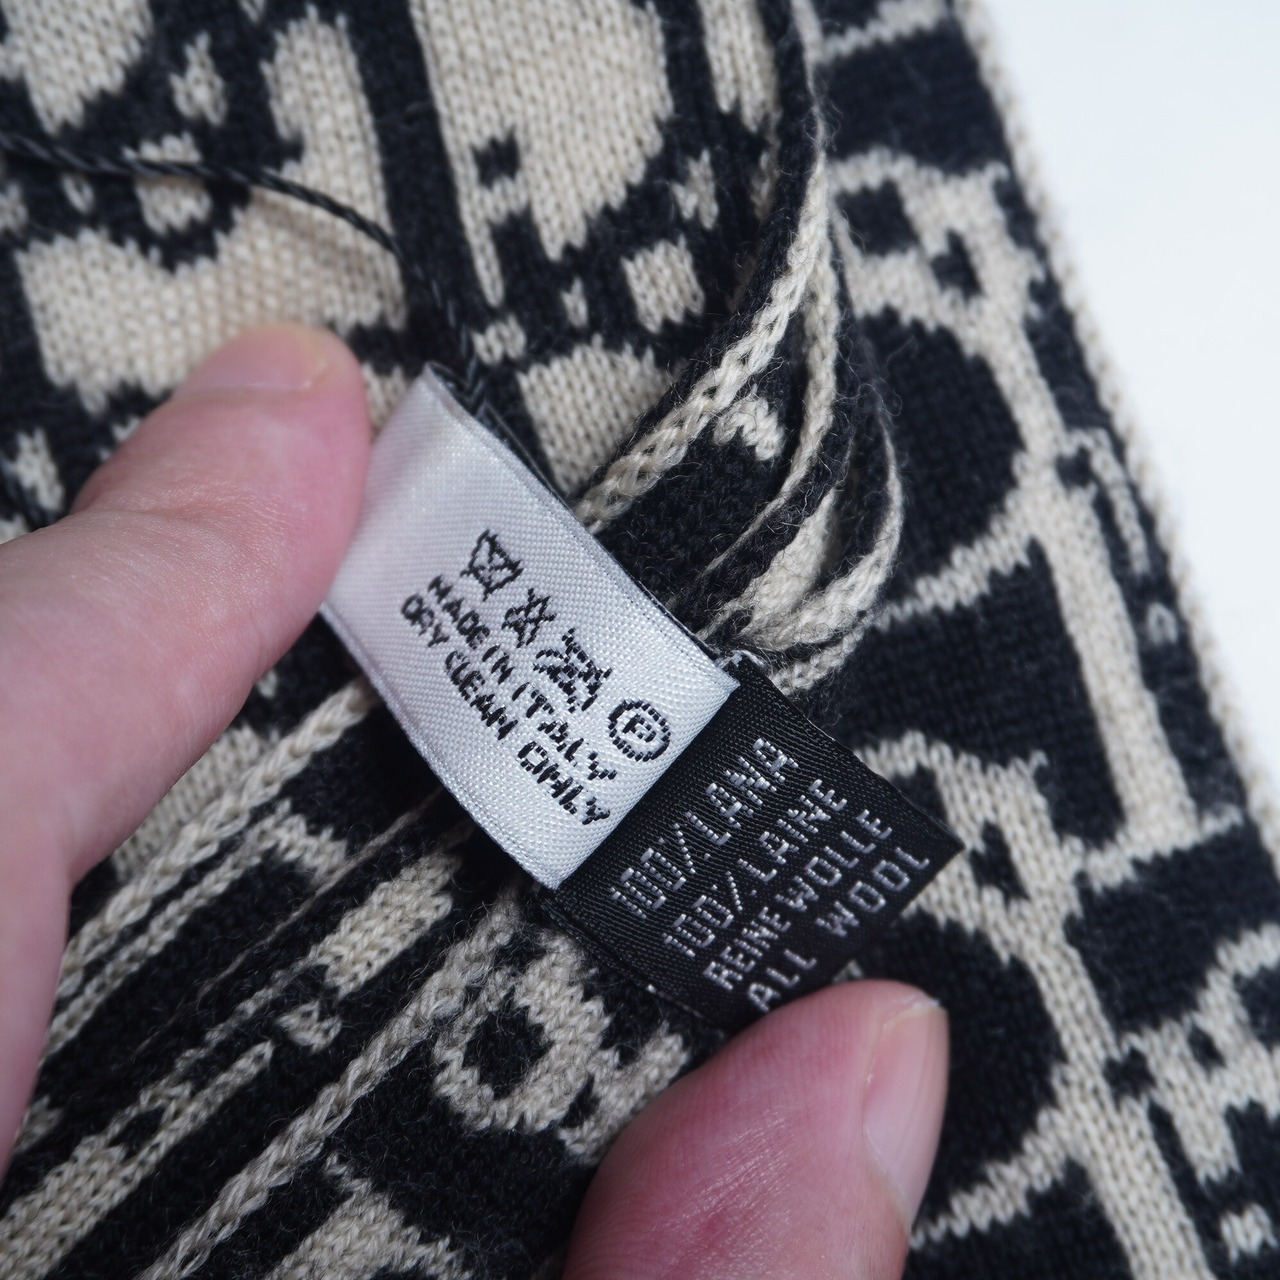 P
MADE IN ITALY
DRY CLEAN ONLY
100% LANA
100% LAINE
REINE WOLLE
ALL WOOL